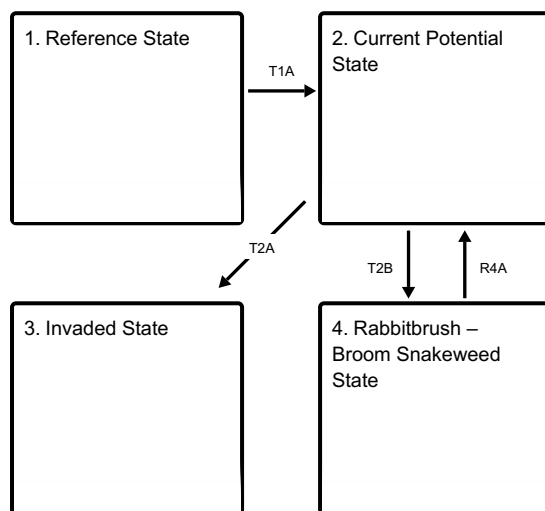 1. Reference State
2. Current Potential
State
T1A
T2A
T2B
R4A
3. Invaded State
4. Rabbitbrush –
Broom Snakeweed
State